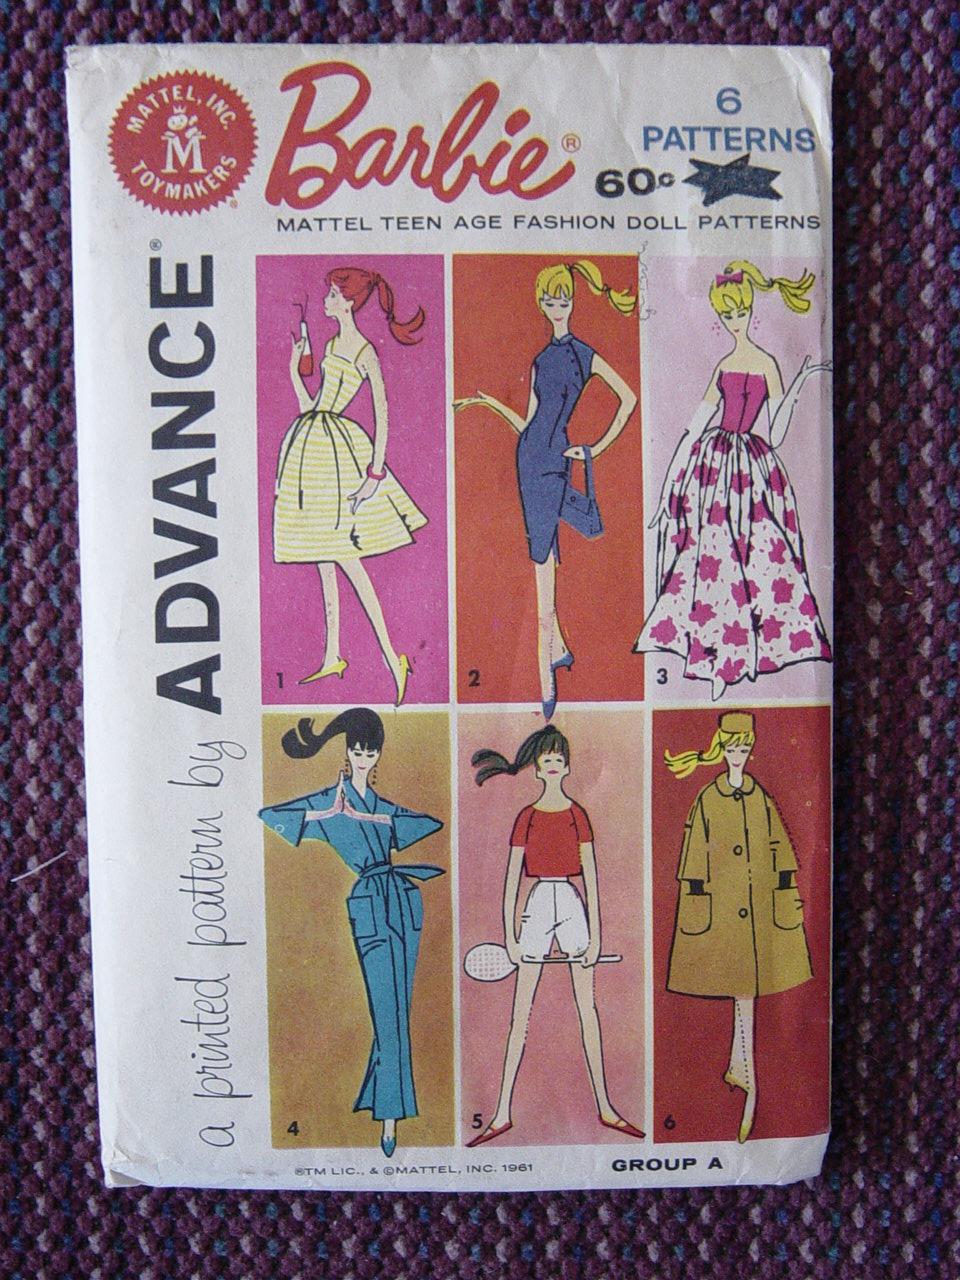 MATTEL, INC.
M
TOYMAKERS
®
Barbie®
6
PATTERNS
60¢
MATTEL TEEN AGE FASHION DOLL PATTERNS
a printed pattern by ADVANCE®
1
2
3
4
5
6
®TM LIC., & ©MATTEL, INC. 1961
GROUP A